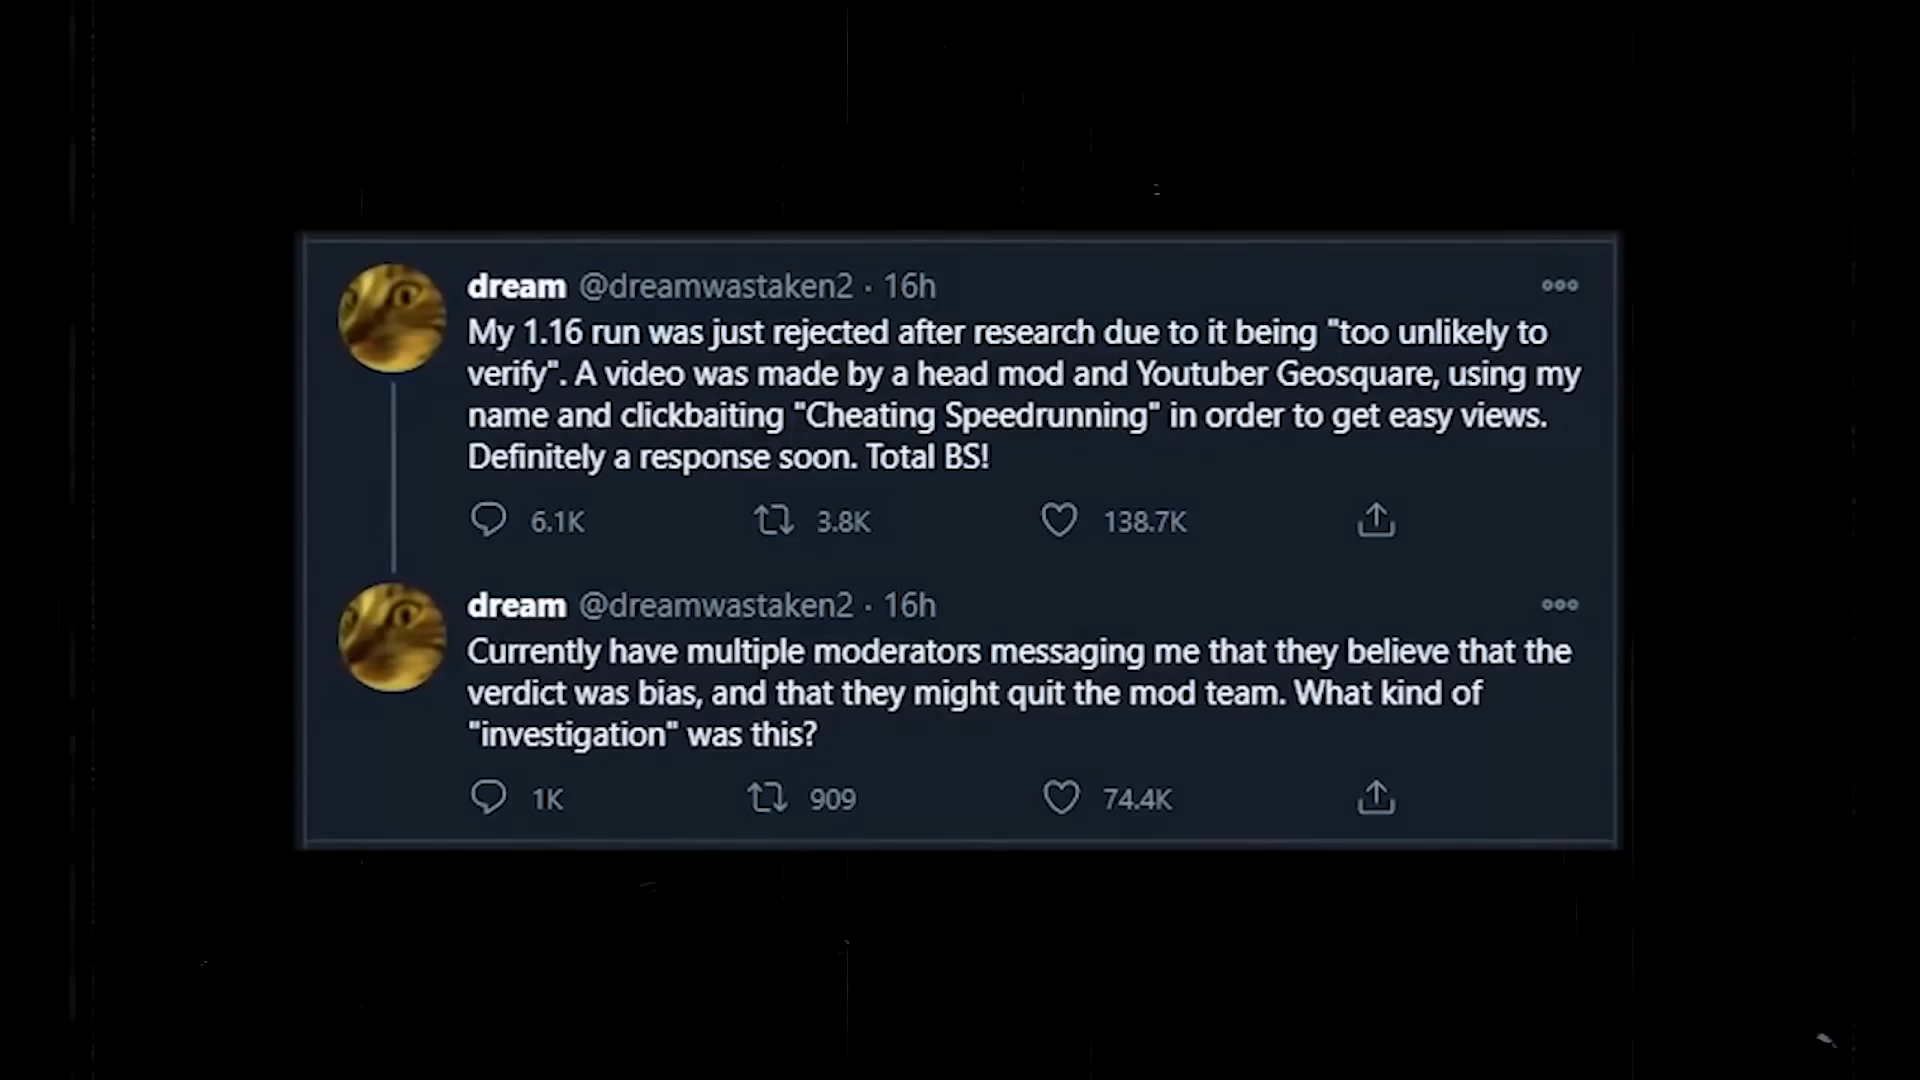 dream @dreamwastaken2 · 16h
My 1.16 run was just rejected after research due to it being "too unlikely to
verify". A video was made by a head mod and Youtuber Geosquare, using my
name and clickbaiting "Cheating Speedrunning" in order to get easy views.
Definitely a response soon. Total BS!
6.1K 3.8K 138.7K
dream @dreamwastaken2 · 16h
Currently have multiple moderators messaging me that they believe that the
verdict was bias, and that they might quit the mod team. What kind of
"investigation" was this?
1K 909 74.4K